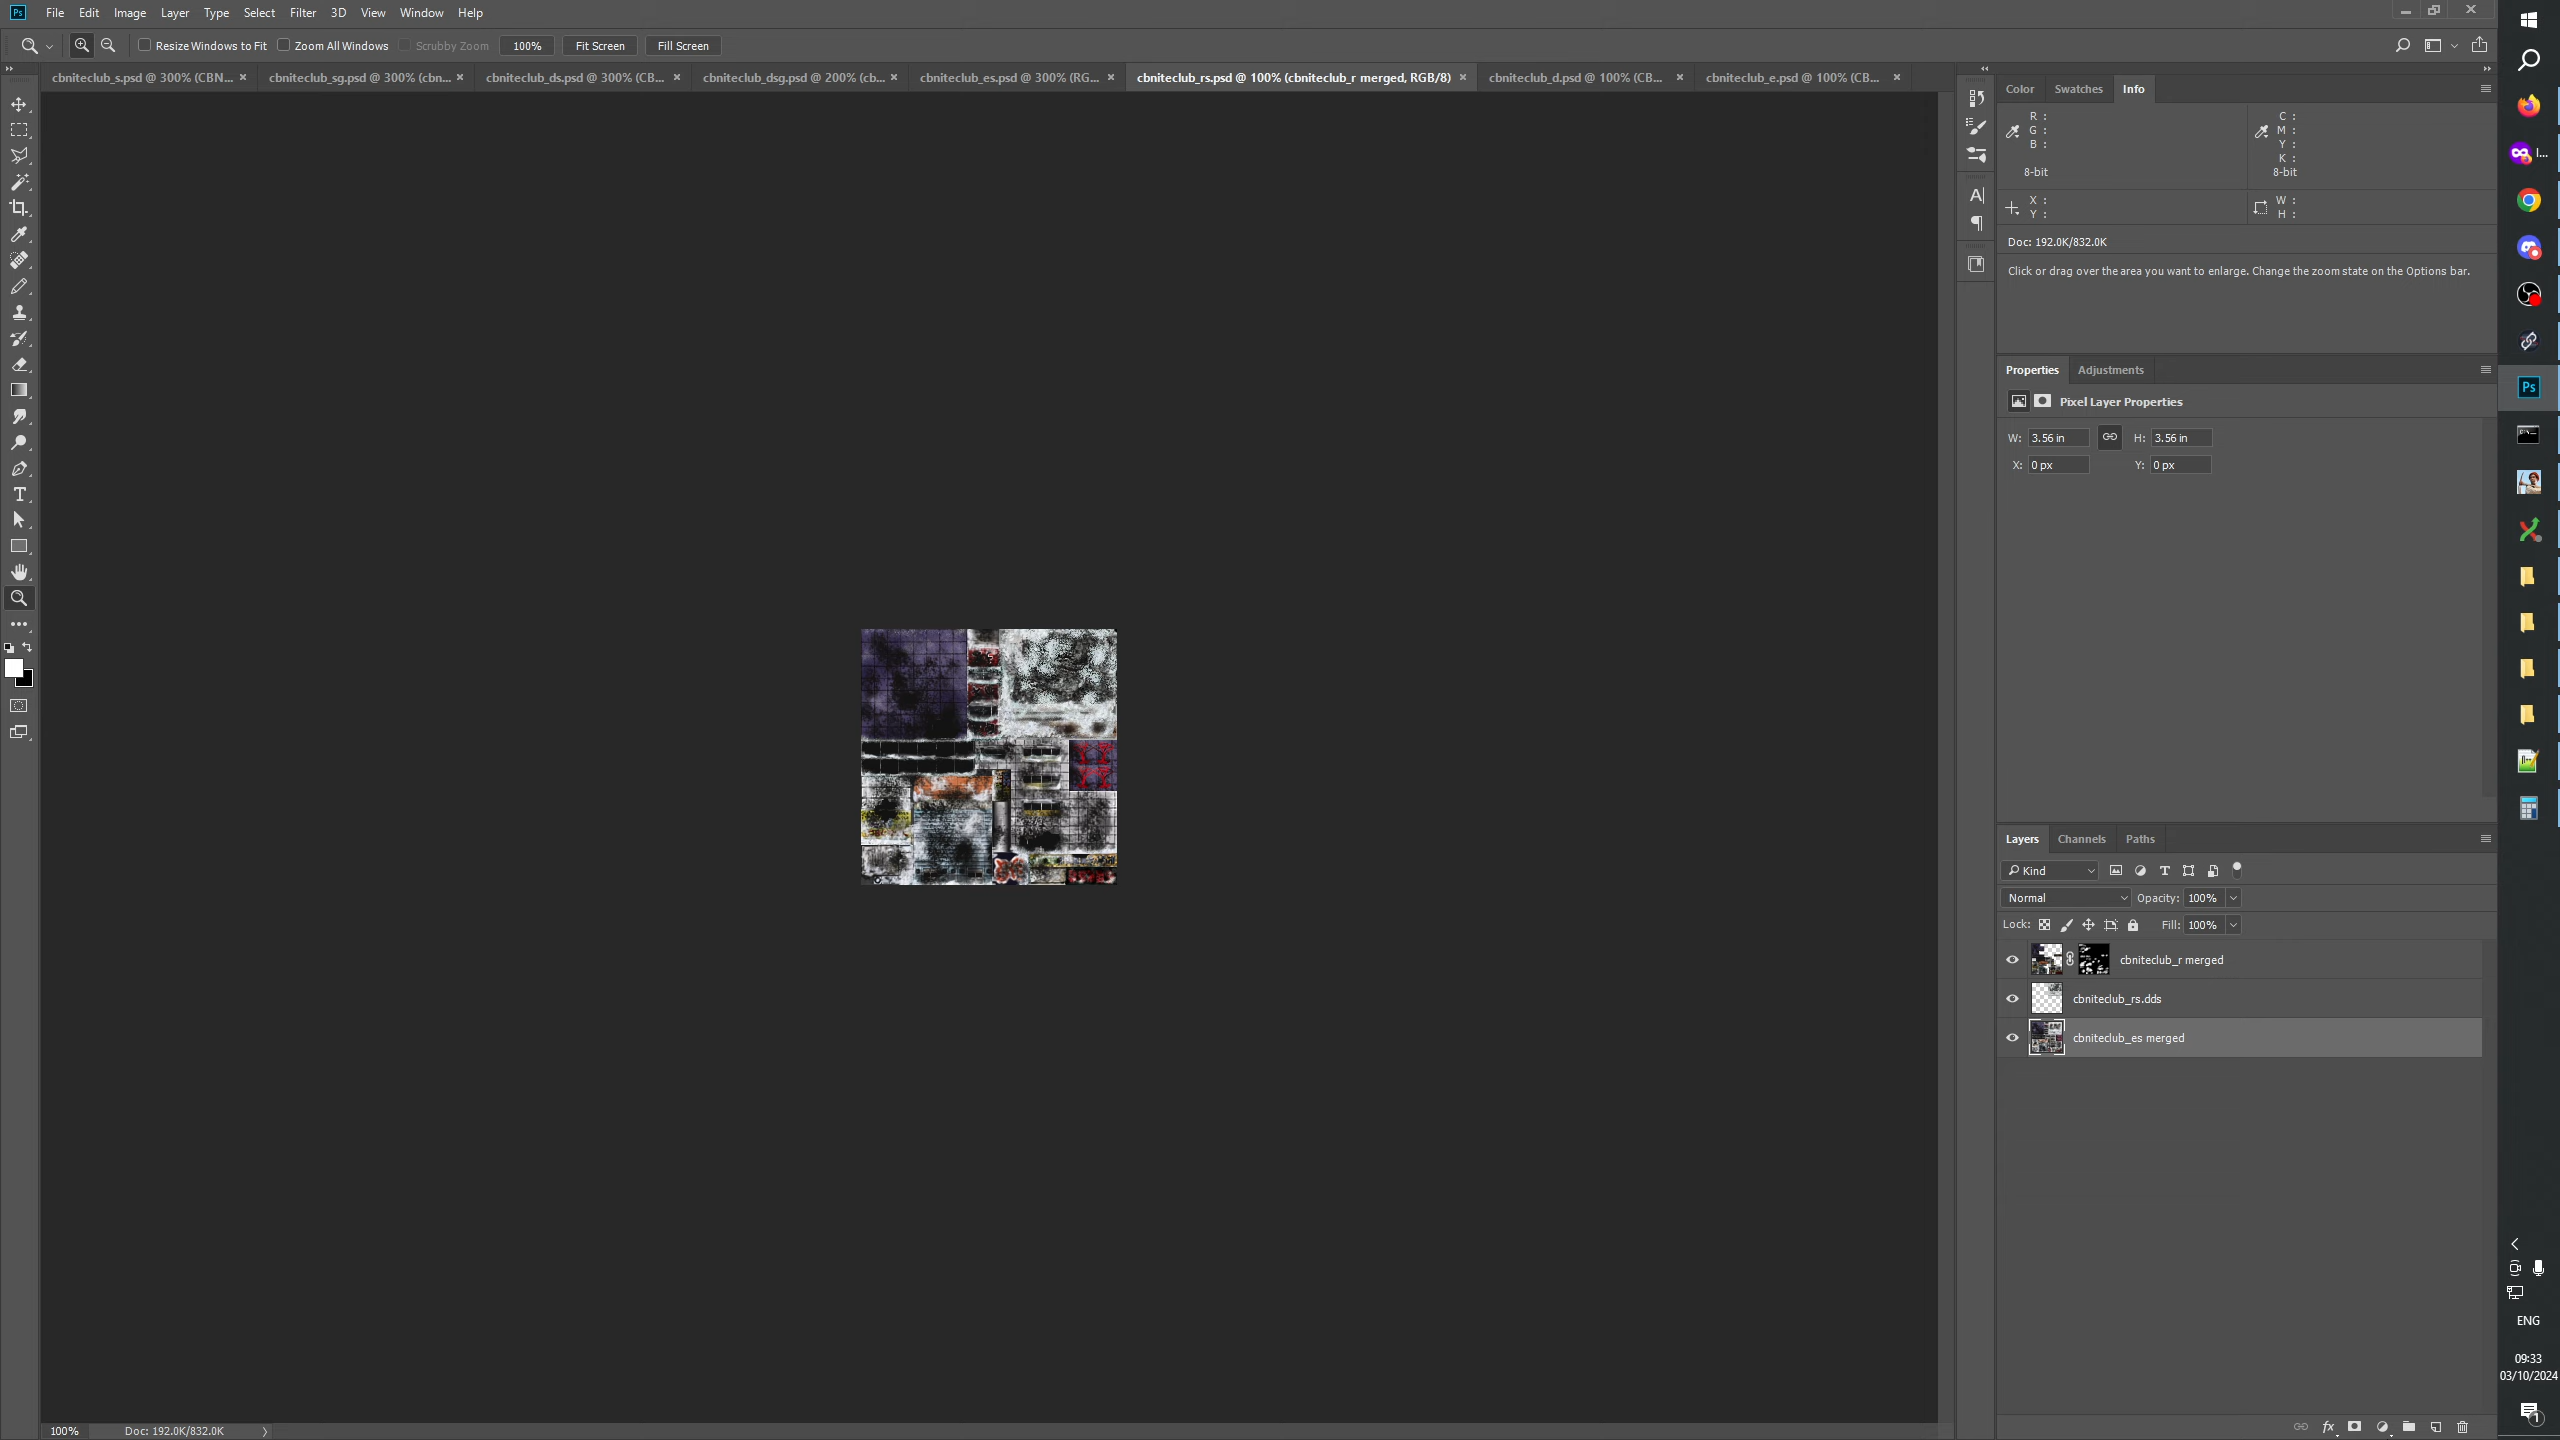 Ps File Edit Image Layer Type Select Filter 3D View Window Help
Resize Windows to Fit Zoom All Windows Scrubby Zoom 100% Fit Screen Fill Screen
cbniteclub_s.psd @ 300% (CBN... × cbniteclub_sg.psd @ 300% (cbn... × cbniteclub_ds.psd @ 300% (CB... × cbniteclub_dsg.psd @ 200% (cb... × cbniteclub_es.psd @ 300% (RG... × cbniteclub_rs.psd @ 100% (cbniteclub_r merged, RGB/8) × cbniteclub_d.psd @ 100% (CB... × cbniteclub_e.psd @ 100% (CB... ×
Color Swatches Info
R : C :
G : M :
B : Y :
K :
8-bit 8-bit
X : W :
Y : H :
Doc: 192.0K/832.0K
Click or drag over the area you want to enlarge. Change the zoom state on the Options bar.
Properties Adjustments
Pixel Layer Properties
W: 3.56 in H: 3.56 in
X: 0 px Y: 0 px
Layers Channels Paths
Kind
Normal Opacity: 100%
Lock: Fill: 100%
cbniteclub_r merged
cbniteclub_rs.dds
cbniteclub_es merged
I...
Ps
ENG
09:33
03/10/2024
1
100% Doc: 192.0K/832.0K